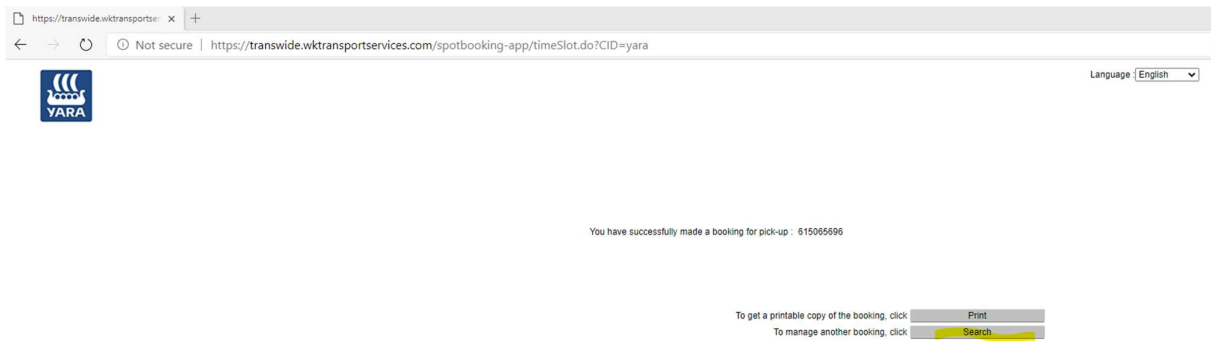 https://transwide.wktransportser
Not secure | https://transwide.wktransportservices.com/spotbooking-app/timeSlot.do?CID=yara
YARA
Language : English
You have successfully made a booking for pick-up : 615065696
To get a printable copy of the booking, click Print
To manage another booking, click Search